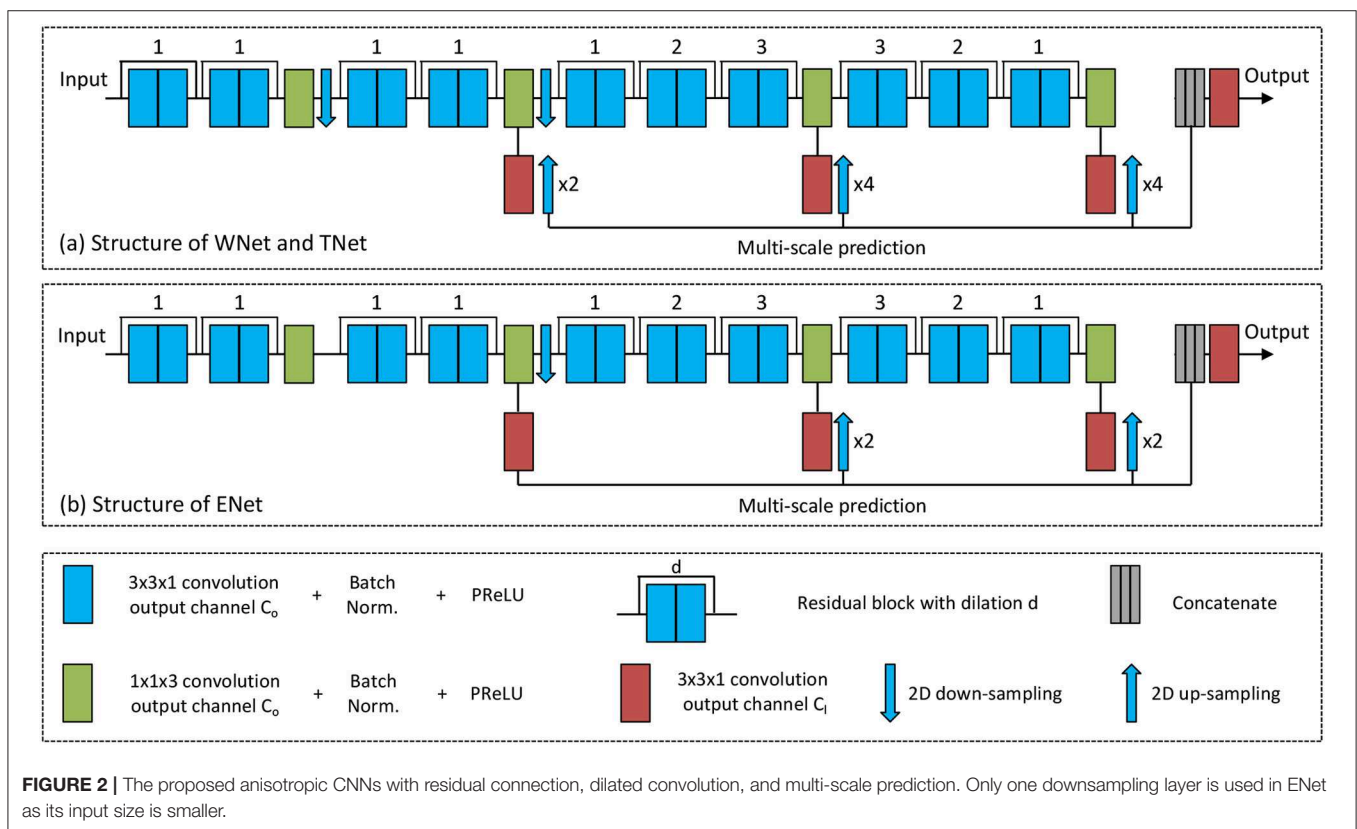 1 1 1 1 1 2 3 3 2 1
Input
Output
x2
x4
x4
(a) Structure of WNet and TNet
Multi-scale prediction
1 1 1 1 1 2 3 3 2 1
Input
Output
x2
x2
(b) Structure of ENet
Multi-scale prediction
3x3x1 convolution
output channel Cₒ
+
Batch
Norm.
+
PReLU
d
Residual block with dilation d
Concatenate
1x1x3 convolution
output channel Cₒ
+
Batch
Norm.
+
PReLU
3x3x1 convolution
output channel Cₗ
2D down-sampling
2D up-sampling
FIGURE 2 | The proposed anisotropic CNNs with residual connection, dilated convolution, and multi-scale prediction. Only one downsampling layer is used in ENet
as its input size is smaller.